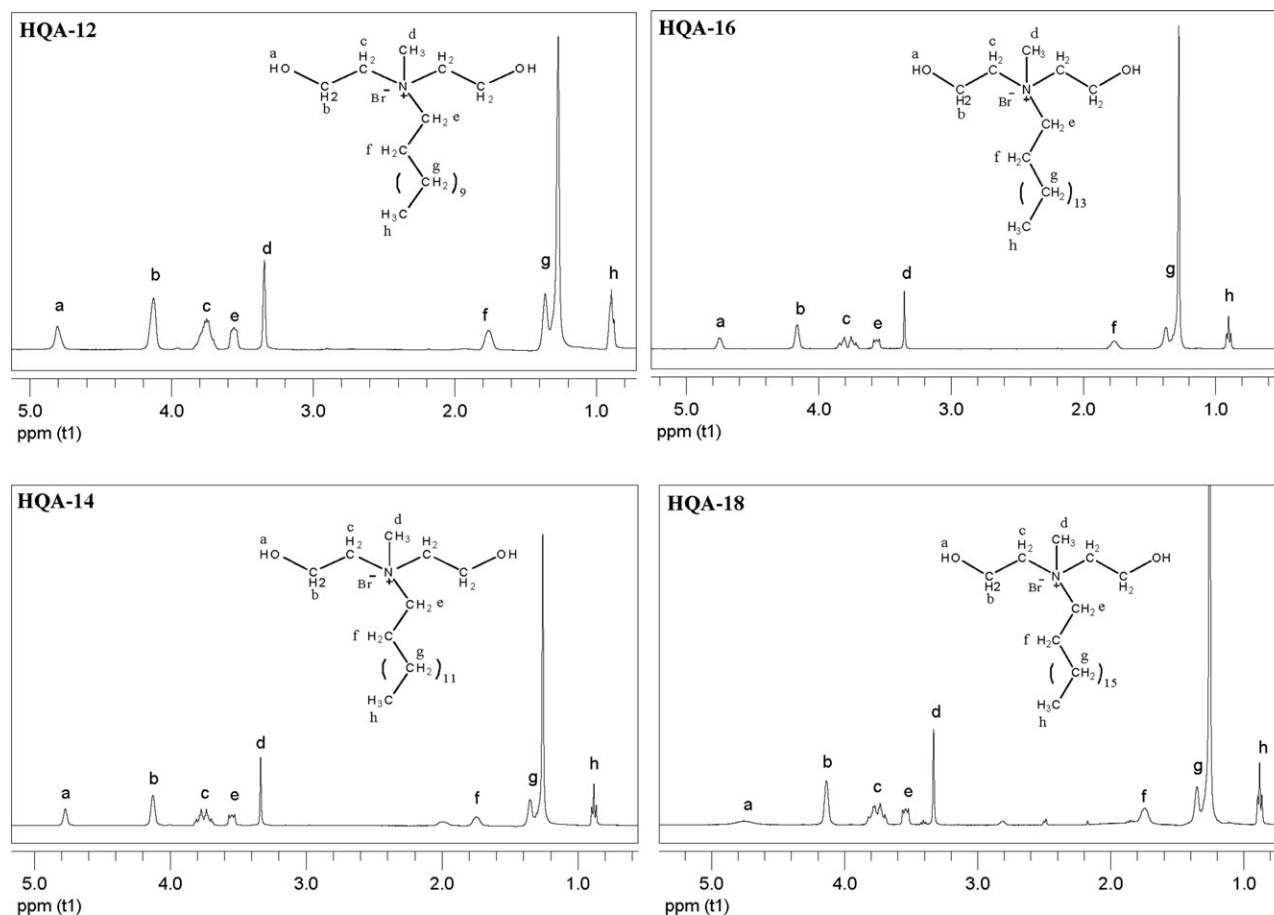 HQA-12
d
c
CH₃
a
H₂
H₂
HO
C
C
OH
N
Br⁻
+
C
H2
C
H₂
b
CH₂ e
f
H₂C
g
( CH₂ )₉
H₃C
h
a
b
c
e
d
f
g
h
5.0 4.0 3.0 2.0 1.0
ppm (t1)
HQA-16
d
c
CH₃
a
H₂
H₂
HO
C
C
OH
N
Br⁻
+
C
H2
C
H₂
b
CH₂ e
f
H₂C
g
( CH₂ )₁₃
H₃C
h
a
b
c
e
d
f
g
h
5.0 4.0 3.0 2.0 1.0
ppm (t1)
HQA-14
d
c
CH₃
a
H₂
H₂
HO
C
C
OH
N
Br⁻
+
C
H2
C
H₂
b
CH₂ e
f
H₂C
g
( CH₂ )₁₁
H₃C
h
a
b
c
e
d
f
g
h
5.0 4.0 3.0 2.0 1.0
ppm (t1)
HQA-18
d
c
CH₃
a
H₂
H₂
HO
C
C
OH
N
Br⁻
+
C
H2
C
H₂
b
CH₂ e
f
H₂C
g
( CH₂ )₁₅
H₃C
h
a
b
c
e
d
f
g
h
5.0 4.0 3.0 2.0 1.0
ppm (t1)